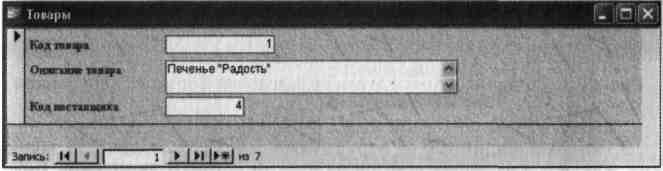 Товары
Код товара 1
Описание товара Печенье "Радость"
Код поставщика 4
Запись: 1 из 7